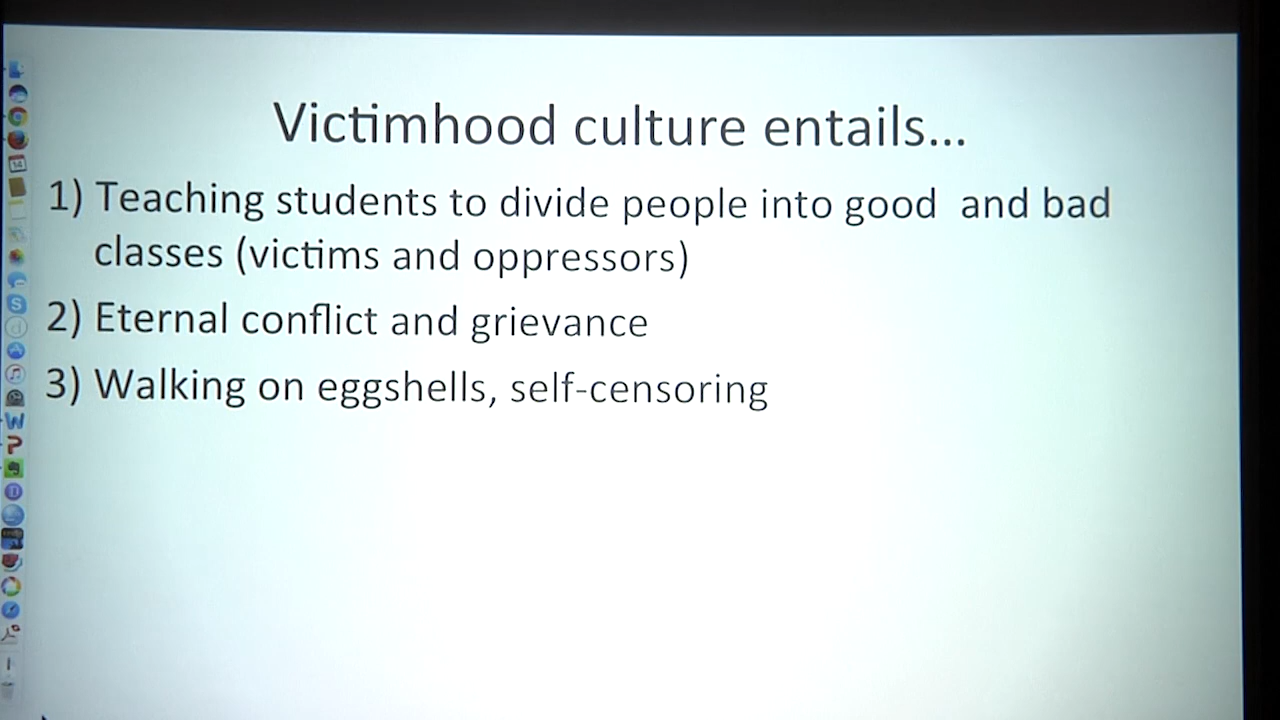 Victimhood culture entails...
1) Teaching students to divide people into good and bad
classes (victims and oppressors)
2) Eternal conflict and grievance
3) Walking on eggshells, self-censoring